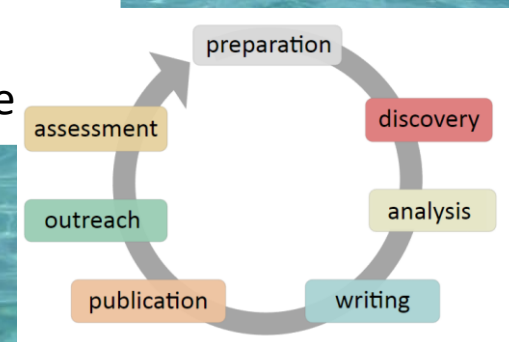 preparation
discovery
analysis
writing
publication
outreach
assessment
e